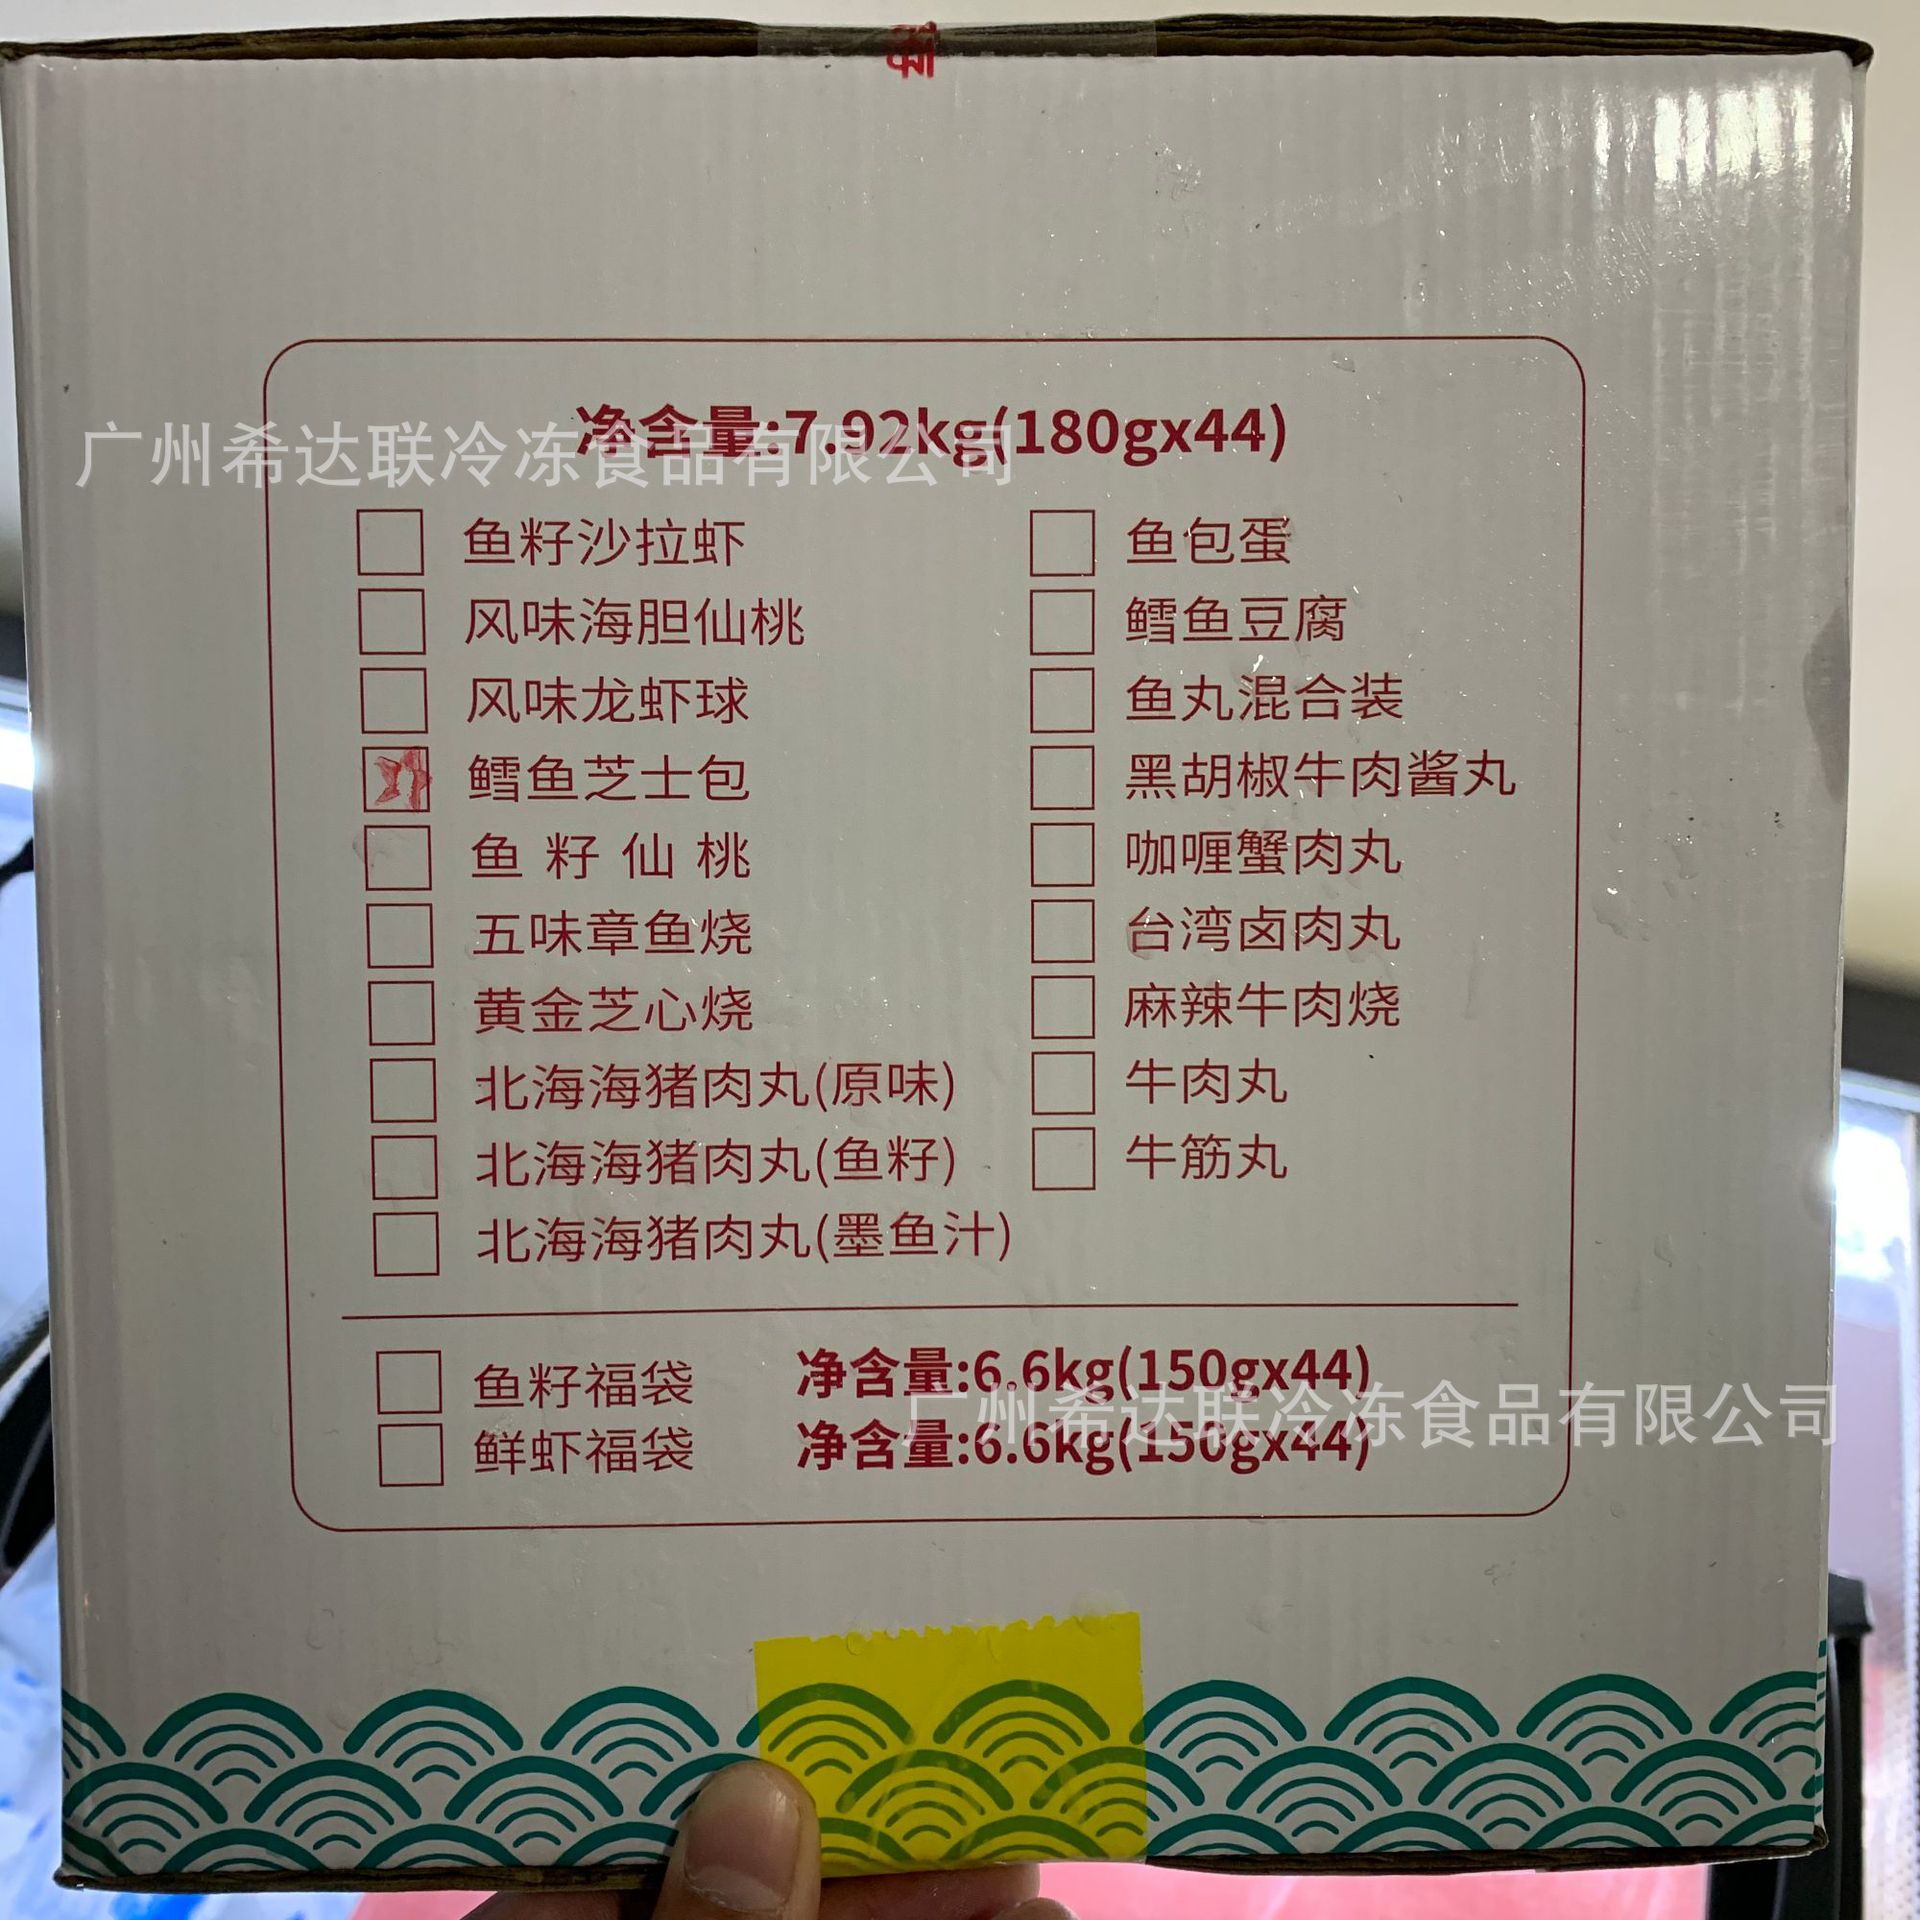 净含量:7.92kg(180gx44)
广州希达联冷冻食品有限公司
鱼籽沙拉虾
风味海胆仙桃
风味龙虾球
鳕鱼芝士包
鱼籽仙桃
五味章鱼烧
黄金芝心烧
北海海猪肉丸(原味)
北海海猪肉丸(鱼籽)
北海海猪肉丸(墨鱼汁)
鱼包蛋
鳕鱼豆腐
鱼丸混合装
黑胡椒牛肉酱丸
咖喱蟹肉丸
台湾卤肉丸
麻辣牛肉烧
牛肉丸
牛筋丸
鱼籽福袋 净含量:6.6kg(150gx44)
广州希达联冷冻食品有限公司
鲜虾福袋 净含量:6.6kg(150gx44)